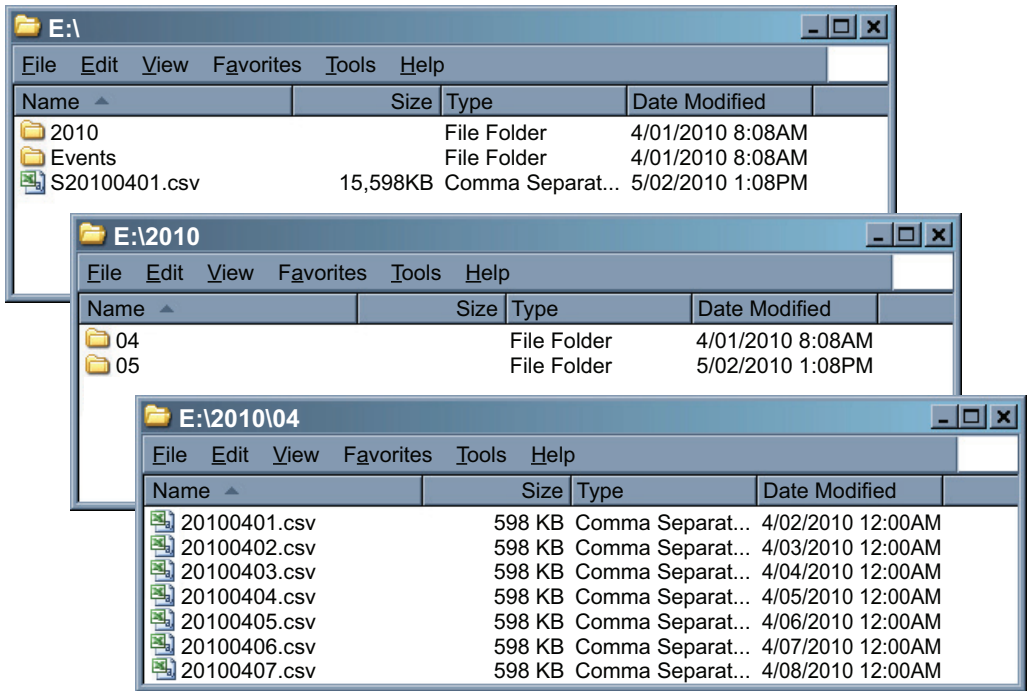 E:\
File Edit View Favorites Tools Help
Name Size Type Date Modified
2010 File Folder 4/01/2010 8:08AM
Events File Folder 4/01/2010 8:08AM
S20100401.csv 15,598KB Comma Separat... 5/02/2010 1:08PM
E:\2010
File Edit View Favorites Tools Help
Name Size Type Date Modified
04 File Folder 4/01/2010 8:08AM
05 File Folder 5/02/2010 1:08PM
E:\2010\04
File Edit View Favorites Tools Help
Name Size Type Date Modified
20100401.csv 598 KB Comma Separat... 4/02/2010 12:00AM
20100402.csv 598 KB Comma Separat... 4/03/2010 12:00AM
20100403.csv 598 KB Comma Separat... 4/04/2010 12:00AM
20100404.csv 598 KB Comma Separat... 4/05/2010 12:00AM
20100405.csv 598 KB Comma Separat... 4/06/2010 12:00AM
20100406.csv 598 KB Comma Separat... 4/07/2010 12:00AM
20100407.csv 598 KB Comma Separat... 4/08/2010 12:00AM